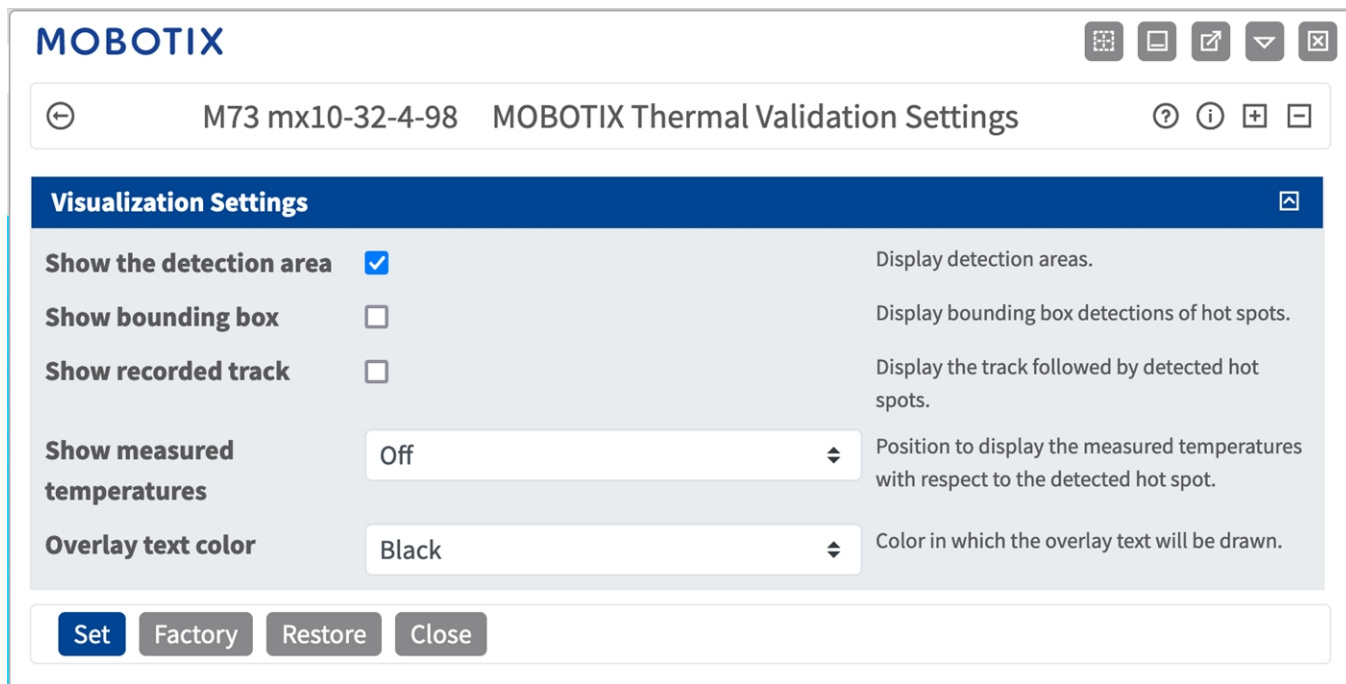 MOBOTIX
M73 mx10-32-4-98 MOBOTIX Thermal Validation Settings
Visualization Settings
Show the detection area
Display detection areas.
Show bounding box
Display bounding box detections of hot spots.
Show recorded track
Display the track followed by detected hot
spots.
Show measured
temperatures
Off
Position to display the measured temperatures
with respect to the detected hot spot.
Overlay text color
Black
Color in which the overlay text will be drawn.
Set Factory Restore Close